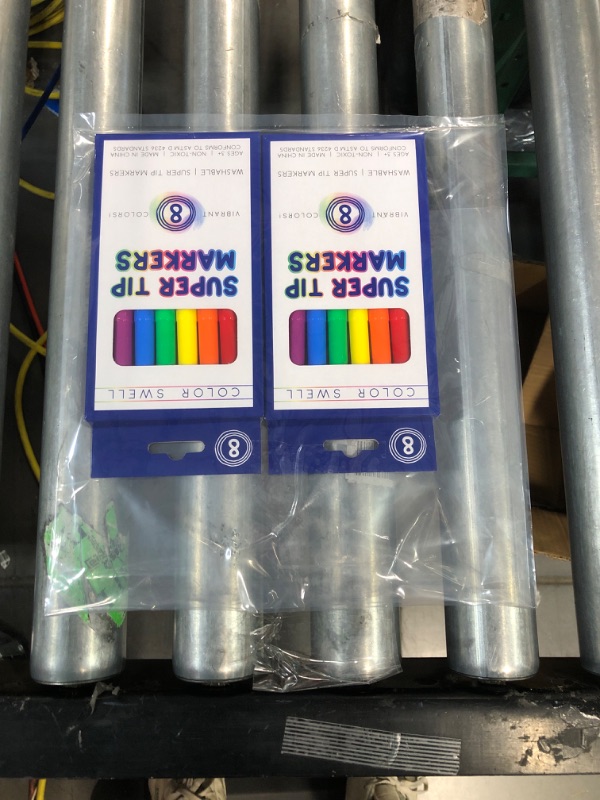 8
COLOR SWELL
SUPER TIP
MARKERS
VIBRANT 8 COLORS!
WASHABLE | SUPER TIP MARKERS
AGES 5+ | NON-TOXIC | MADE IN CHINA
CONFORMS TO ASTM D 4236 STANDARDS
8
COLOR SWELL
SUPER TIP
MARKERS
VIBRANT 8 COLORS!
WASHABLE | SUPER TIP MARKERS
AGES 5+ | NON-TOXIC | MADE IN CHINA
CONFORMS TO ASTM D 4236 STANDARDS